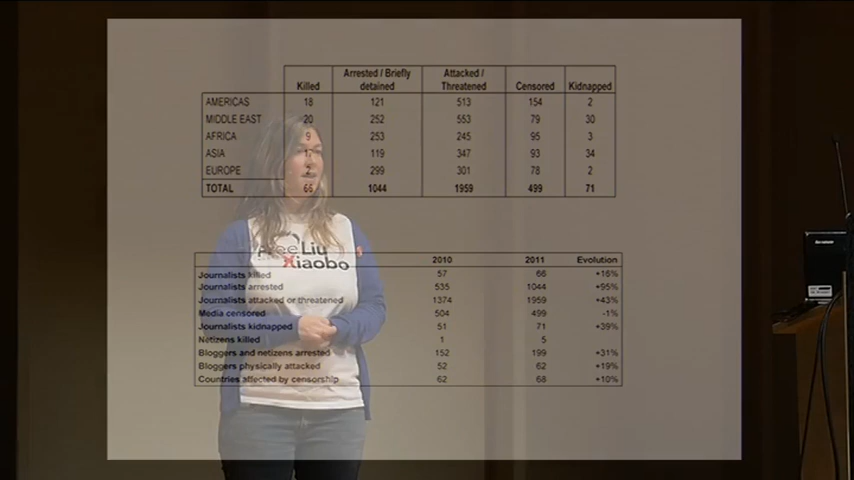 Killed Arrested / Briefly detained Attacked / Threatened Censored Kidnapped
AMERICAS 18 121 513 154 2
MIDDLE EAST 20 252 553 79 30
AFRICA 9 253 245 95 3
ASIA 17 119 347 93 34
EUROPE 2 299 301 78 2
TOTAL 66 1044 1959 499 71
Free Liu
Xiaobo
2010 2011 Evolution
Journalists killed 57 66 +16%
Journalists arrested 535 1044 +95%
Journalists attacked or threatened 1374 1959 +43%
Media censored 504 499 -1%
Journalists kidnapped 51 71 +39%
Netizens killed 1 5
Bloggers and netizens arrested 152 199 +31%
Bloggers physically attacked 52 62 +19%
Countries affected by censorship 62 68 +10%